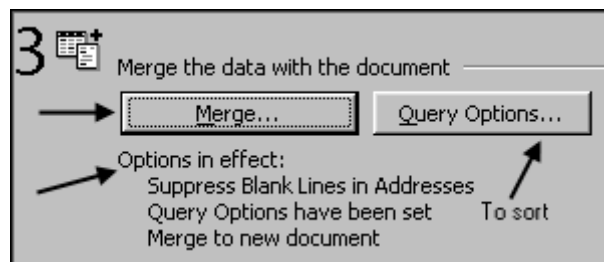 3
Merge the data with the document
Merge... Query Options...
Options in effect:
Suppress Blank Lines in Addresses
Query Options have been set To sort
Merge to new document